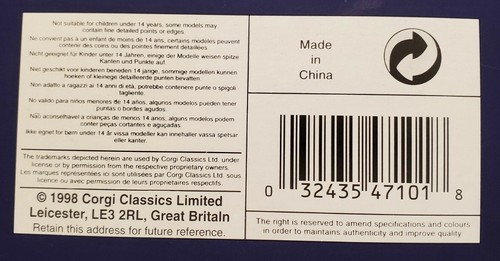 Not suitable for children under 14 years, some models may
contain fine detailed points or edges.
Ne convient pas à un enfant de moins de 14 ans, certains modèles peuvent
contenir des coins ou des pointes finement détaillées.
Nicht geeignet für Kinder unter 14 Jahren, einige der Modelle weisen spitze
Kanten und Punkte auf.
Niet geschikt voor kinderen beneden 14 jarige, sommige modellen kunnen
hoeken of kleinege detailleerde punten bevatten.
Non adatto a ragazzi ai 14 anni di età, potrebbe contenere punto o spigoli
tagliente.
No valido para niños menores de 14 años, algunos modelos pueden tener
puntas o bordes agudos.
Não aconselhável a crianças de menos 14 anos, alguns modelos podem
conter peças cortantes e aguçadas.
Ikke egnet for børn under 14 år vissa modeller kan innehaller vassa spetsar
eller kanter
The trademarks depicted herein are used by Corgi Classics Ltd. under
license or by permission from the respective proprietary owners.
Les marques représentées ici sont utilisées par Corgi Classics Ltd. sous
licence ou avec permission de leurs proprietaires respectifs.
© 1998 Corgi Classics Limited
Leicester, LE3 2RL, Great Britain
Retain this address for future reference.
Made
in
China
0 32435 47101 8
The right is reserved to amend specifications and colours
in order to maintains authenticity and improve quality.